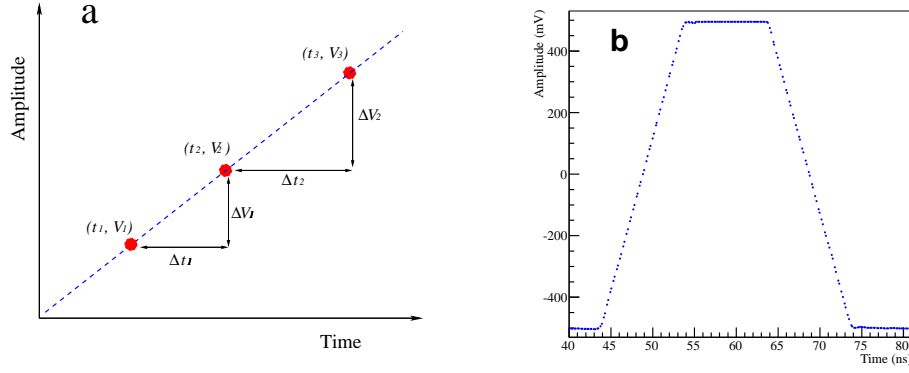 a
Amplitude
(t3, V3)
ΔV2
(t2, V2)
Δt2
ΔV1
(t1, V1)
Δt1
Time
b
Amplitude (mV)
400
200
0
-200
-400
40 45 50 55 60 65 70 75 80
Time (ns)